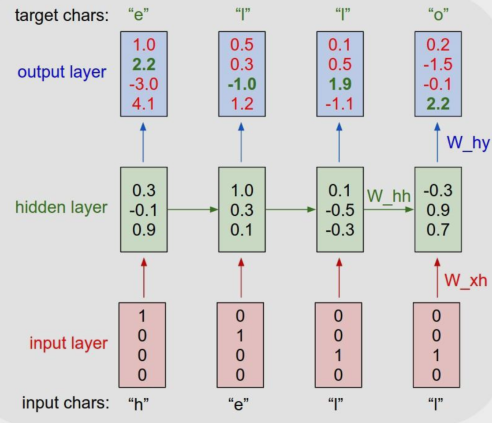 target chars: “e” “l” “l” “o”
output layer
1.0 0.5 0.1 0.2
2.2 0.3 0.5 -1.5
-3.0 -1.0 1.9 -0.1
4.1 1.2 -1.1 2.2
W_hy
hidden layer
0.3 1.0 0.1 -0.3
-0.1 0.3 -0.5 0.9
0.9 0.1 -0.3 0.7
W_hh
W_xh
input layer
1 0 0 0
0 1 0 0
0 0 1 1
0 0 0 0
input chars: “h” “e” “l” “l”